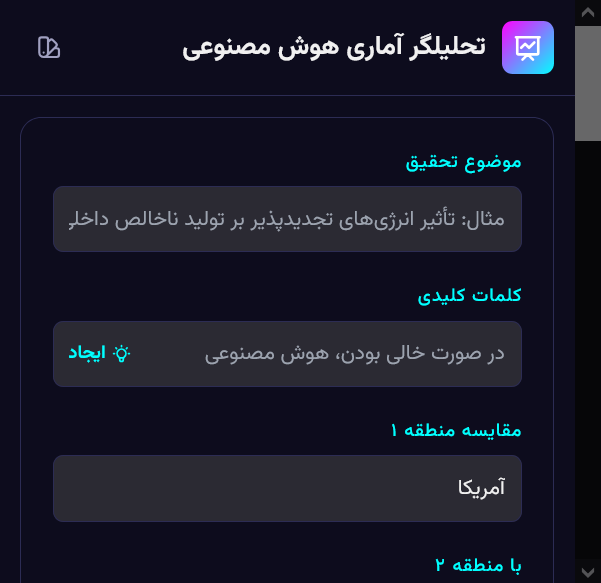 تحلیلگر آماری هوش مصنوعی
موضوع تحقیق
مثال: تأثیر انرژی‌های تجدیدپذیر بر تولید ناخالص داخلی
کلمات کلیدی
در صورت خالی بودن، هوش مصنوعی
ایجاد
مقایسه منطقه ۱
آمریکا
با منطقه ۲